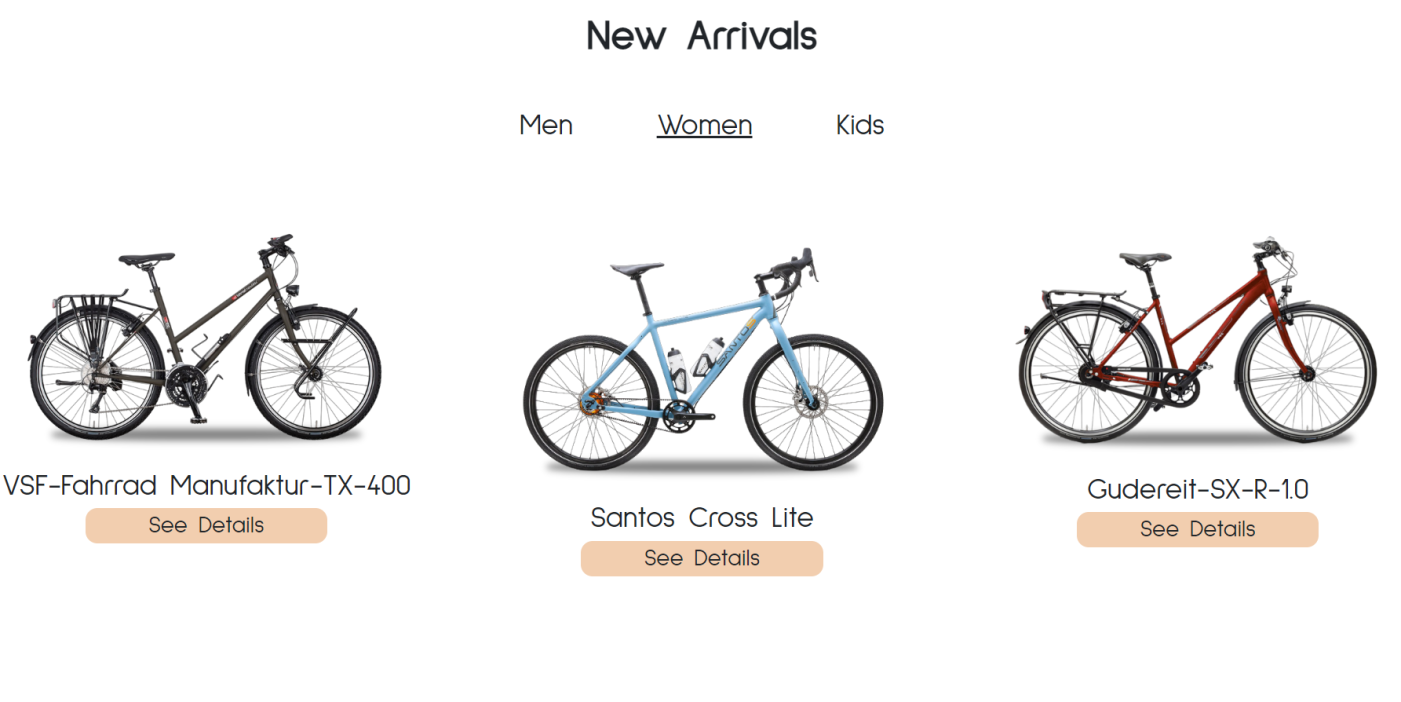 New Arrivals
Men Women Kids
SANTOS
VSF-Fahrrad Manufaktur-TX-400
See Details
Santos Cross Lite
See Details
Gudereit-SX-R-1.0
See Details